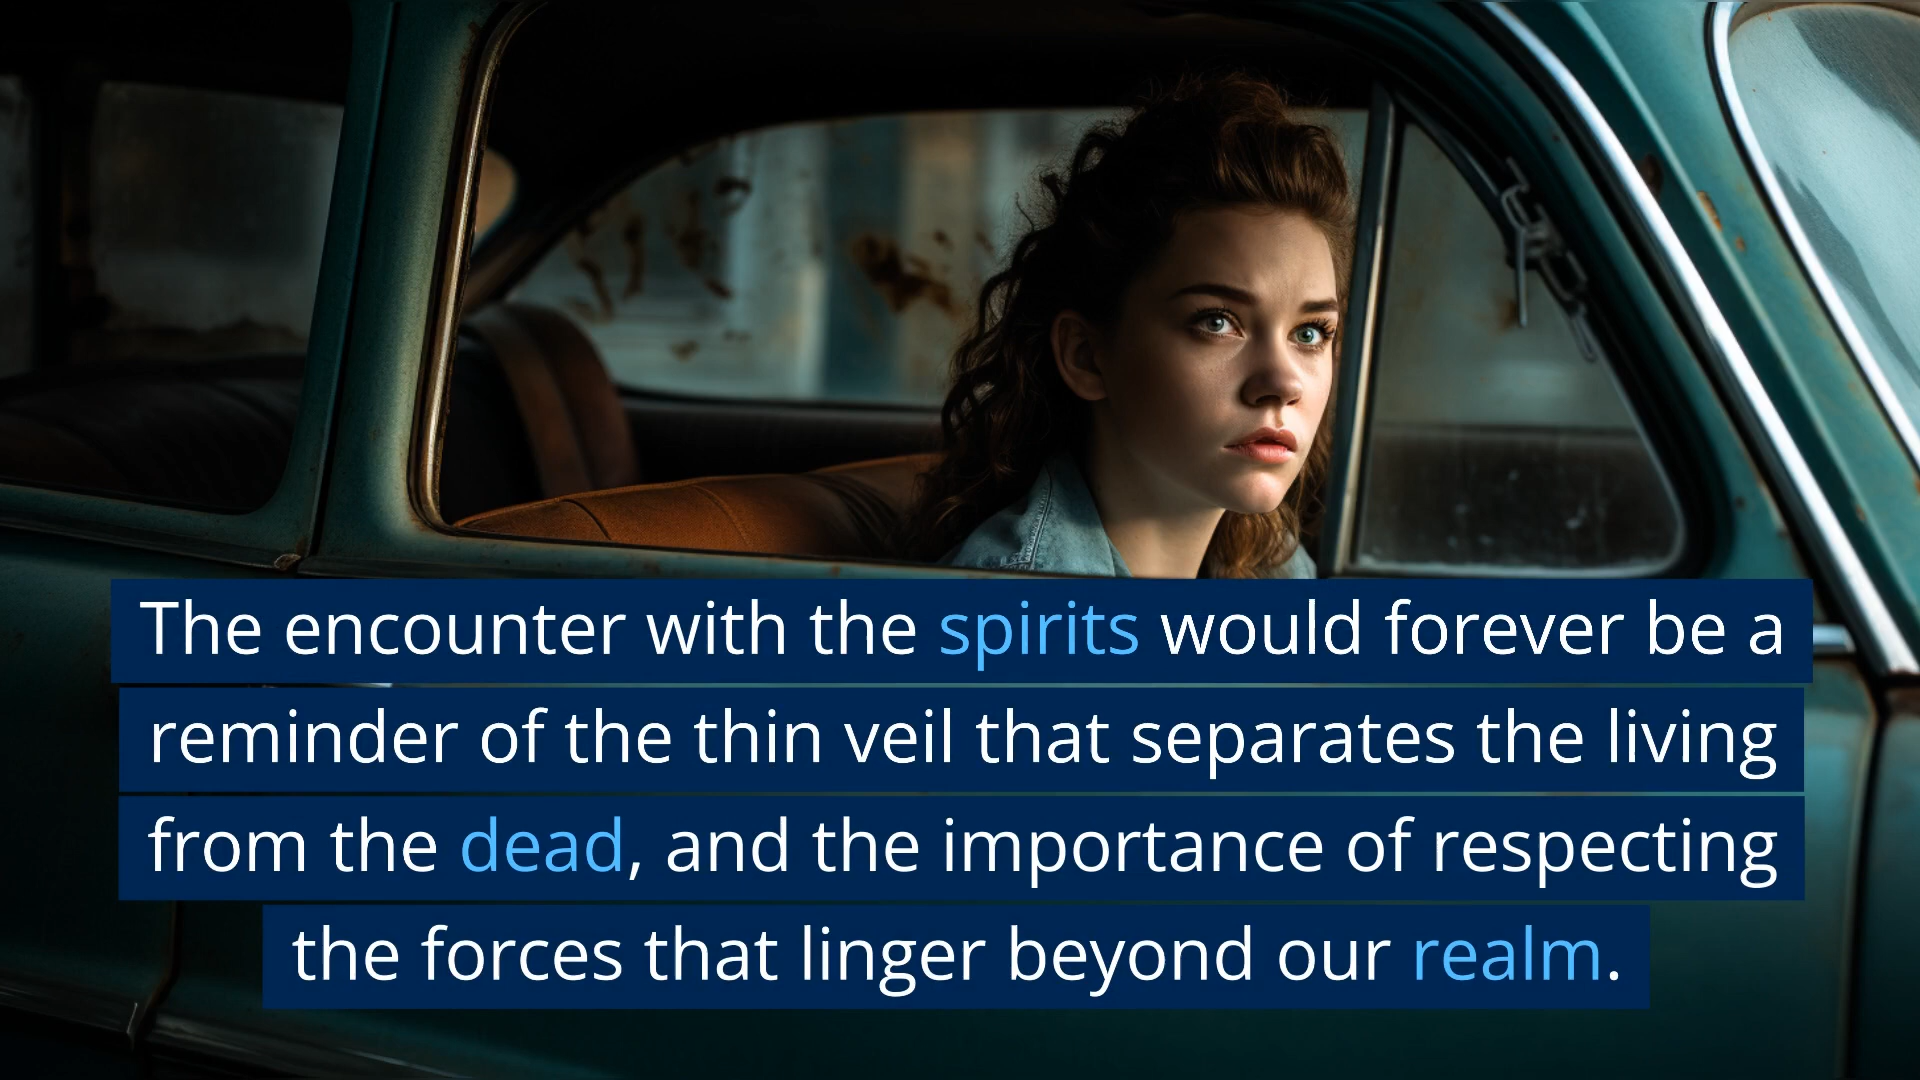 The encounter with the spirits would forever be a
reminder of the thin veil that separates the living
from the dead, and the importance of respecting
the forces that linger beyond our realm.